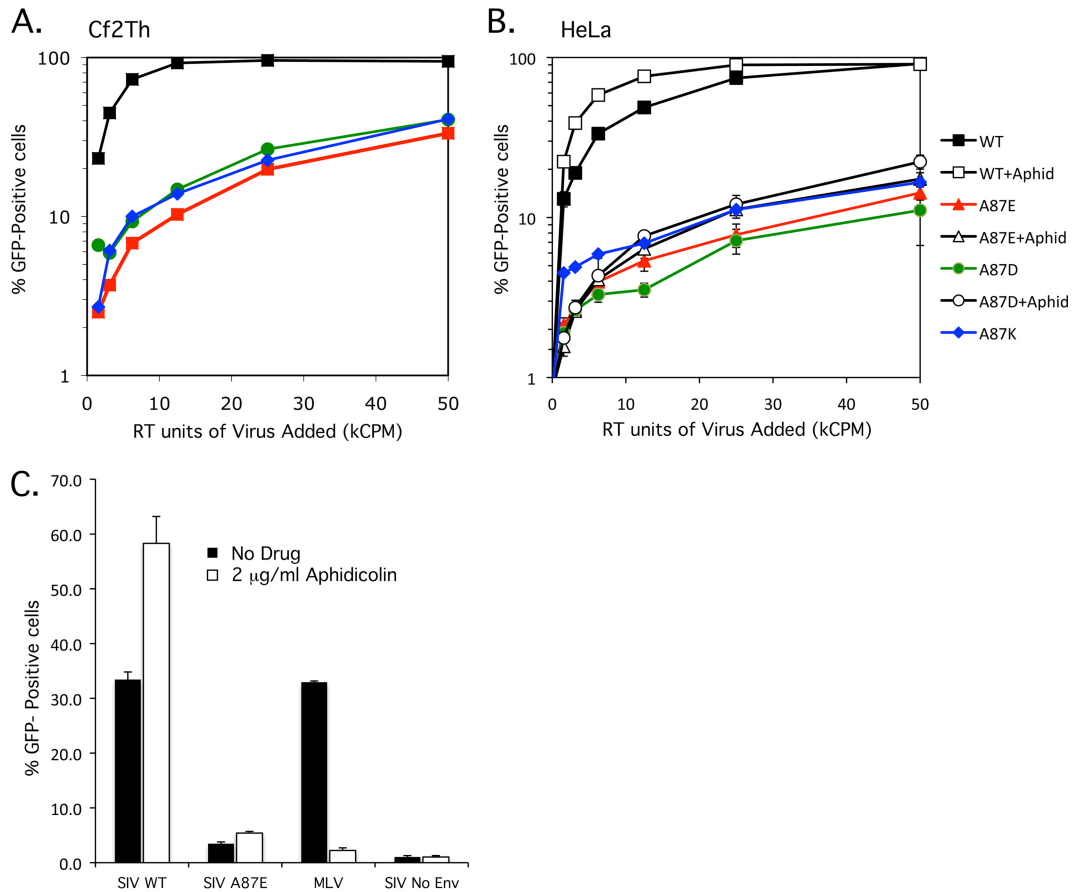 A.
Cf2Th
% GFP-Positive cells
100
10
1
0 10 20 30 40 50
RT units of Virus Added (kCPM)
B.
HeLa
% GFP-Positive cells
100
10
1
0 10 20 30 40 50
RT units of Virus Added (kCPM)
WT
WT+Aphid
A87E
A87E+Aphid
A87D
A87D+Aphid
A87K
C.
% GFP- Positive cells
70.0
60.0
50.0
40.0
30.0
20.0
10.0
0.0
No Drug
2 μg/ml Aphidicolin
SIV WT SIV A87E MLV SIV No Env